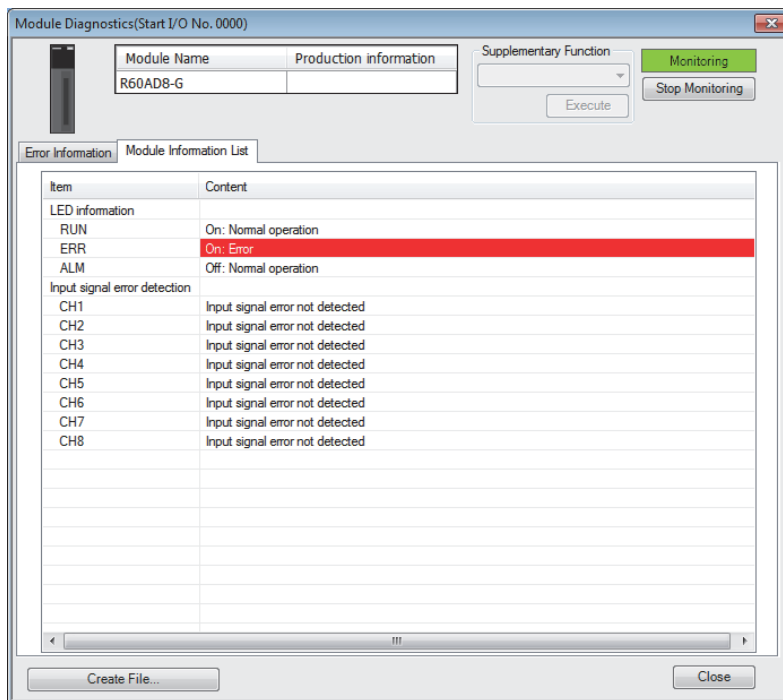 Module Diagnostics(Start I/O No. 0000)
Module Name Production information
R60AD8-G
Supplementary Function
Execute
Monitoring
Stop Monitoring
Error Information Module Information List
Item Content
LED information
RUN On: Normal operation
ERR On: Error
ALM Off: Normal operation
Input signal error detection
CH1 Input signal error not detected
CH2 Input signal error not detected
CH3 Input signal error not detected
CH4 Input signal error not detected
CH5 Input signal error not detected
CH6 Input signal error not detected
CH7 Input signal error not detected
CH8 Input signal error not detected
Create File... Close